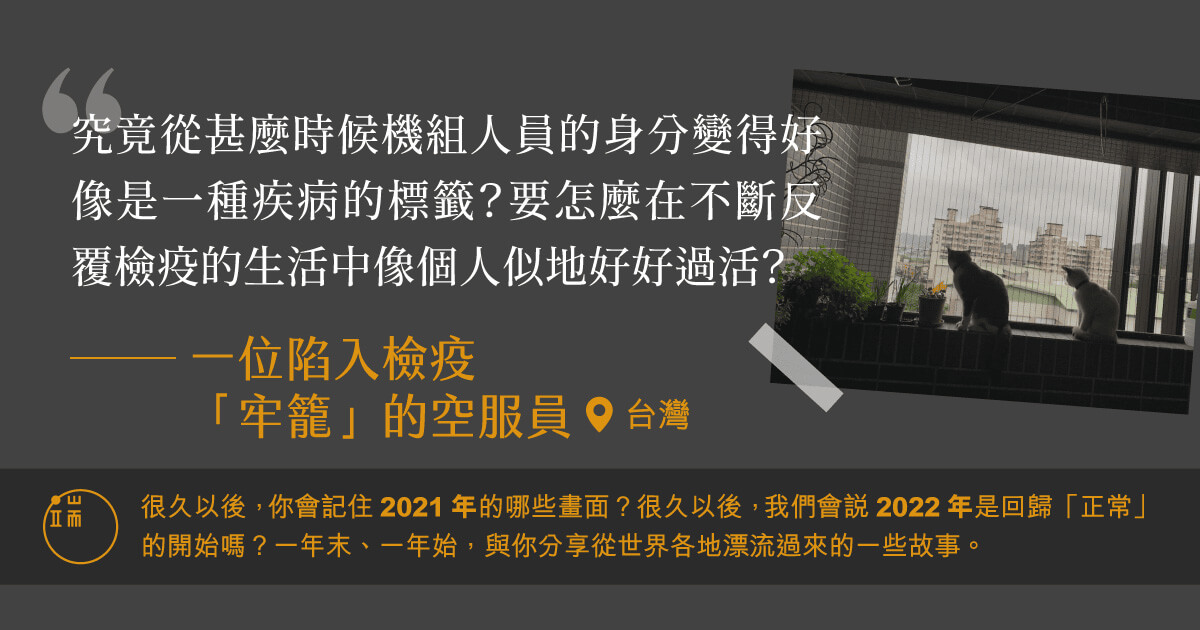 究竟從甚麼時候機組人員的身分變得好
像是一種疾病的標籤？要怎麼在不斷反
覆檢疫的生活中像個人似地好好過活？
——一位陷入檢疫
「牢籠」的空服員 台灣
端
很久以後，你會記住 2021 年的哪些畫面？很久以後，我們會説 2022 年是回歸「正常」
的開始嗎？一年末、一年始，與你分享從世界各地漂流過來的一些故事。